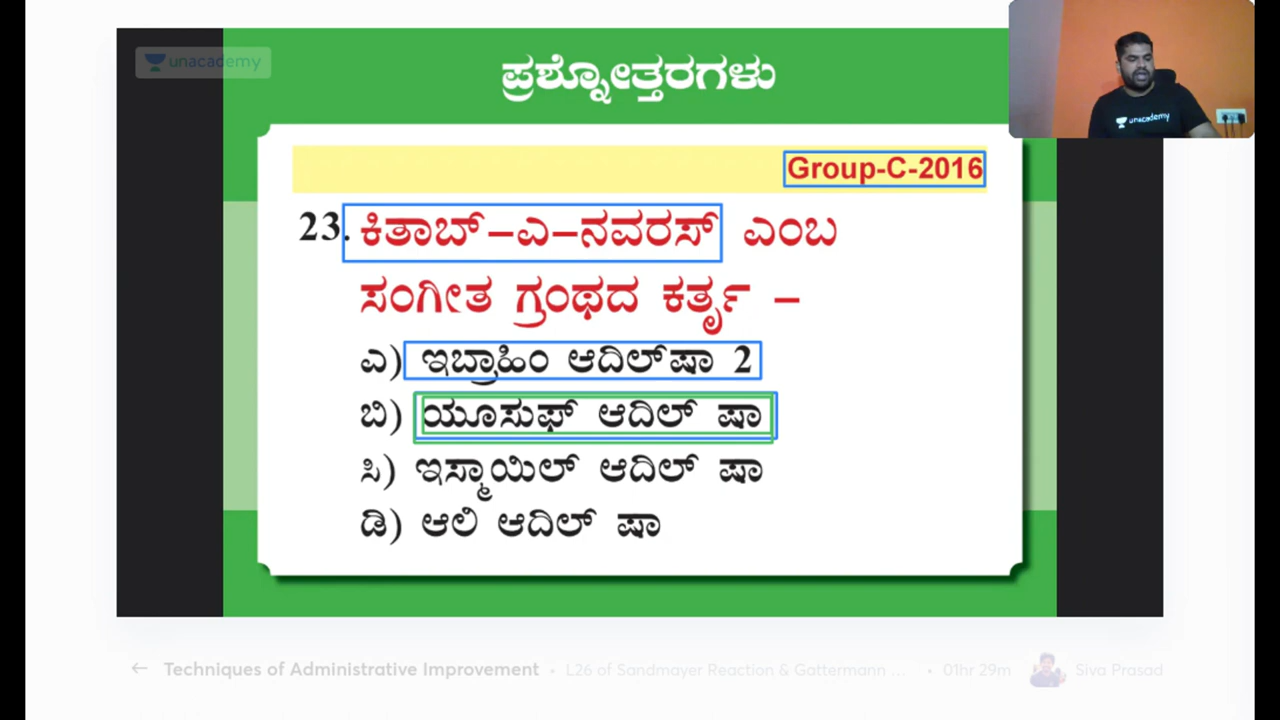 unacademy
ಪ್ರಶ್ನೋತ್ತರಗಳು
unacademy
Group-C-2016
23. ಕಿತಾಬ್–ಎ–ನವರಸ್ ಎಂಬ
ಸಂಗೀತ ಗ್ರಂಥದ ಕರ್ತೃ –
ಎ) ಇಬ್ರಾಹಿಂ ಆದಿಲ್‌ಷಾ 2
ಬಿ) ಯೂಸುಫ್ ಆದಿಲ್ ಷಾ
ಸಿ) ಇಸ್ಮಾಯಿಲ್ ಆದಿಲ್ ಷಾ
ಡಿ) ಆಲಿ ಆದಿಲ್ ಷಾ
← Techniques of Administrative Improvement • L26 of Sandmayer Reaction & Gattermann ... • 01hr 29m Siva Prasad